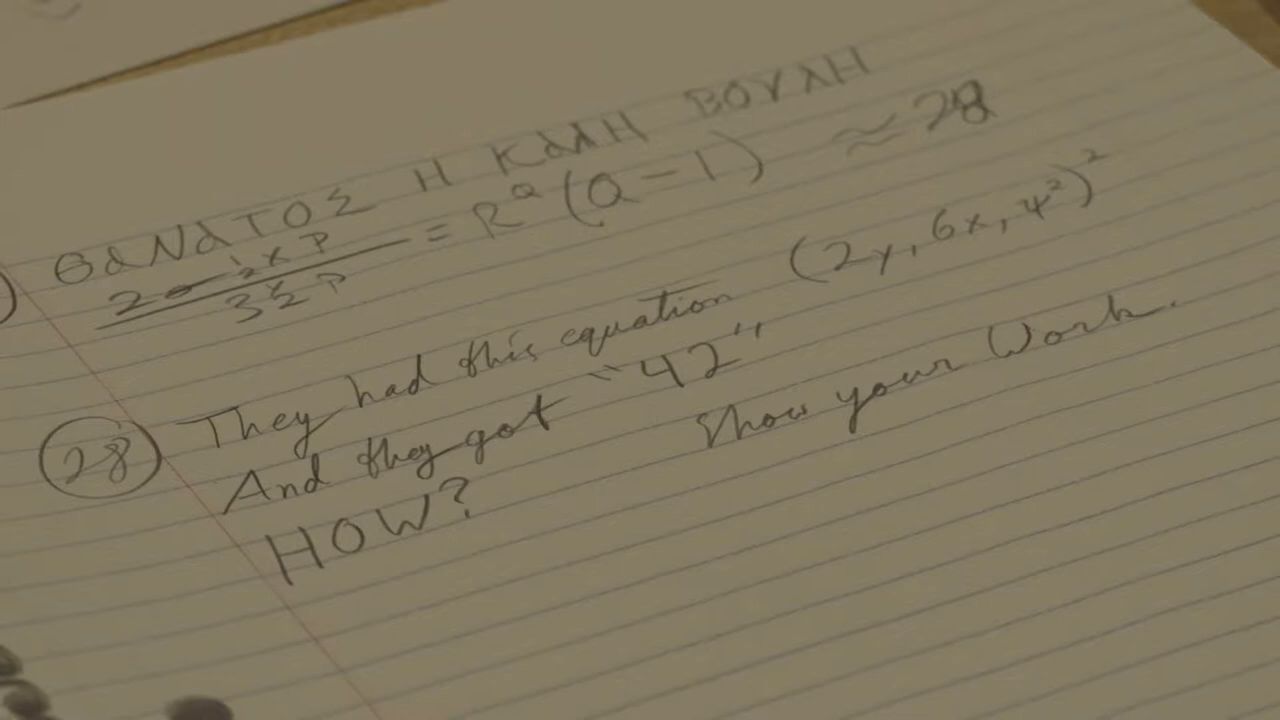 ΘαΝαΤΟΣ Η ΚαλΗ ΒΟΥλΗ
= R^Q (Q - 1) ≈ 28
3½ P
28 They had this equation (2y, 6x, 4²)²
And they got "42", Show your Work.
HOW?